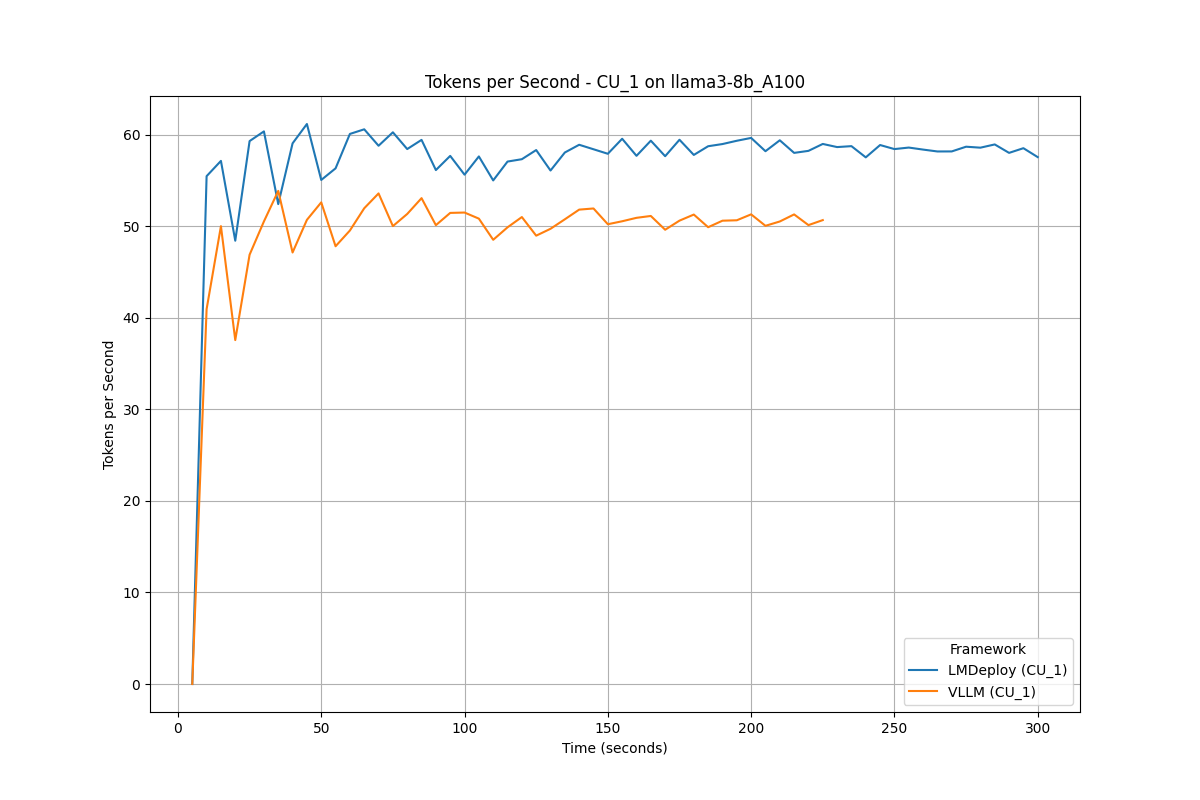 Tokens per Second - CU_1 on llama3-8b_A100
Tokens per Second
60
50
40
30
20
10
0
0 50 100 150 200 250 300
Time (seconds)
Framework
LMDeploy (CU_1)
VLLM (CU_1)